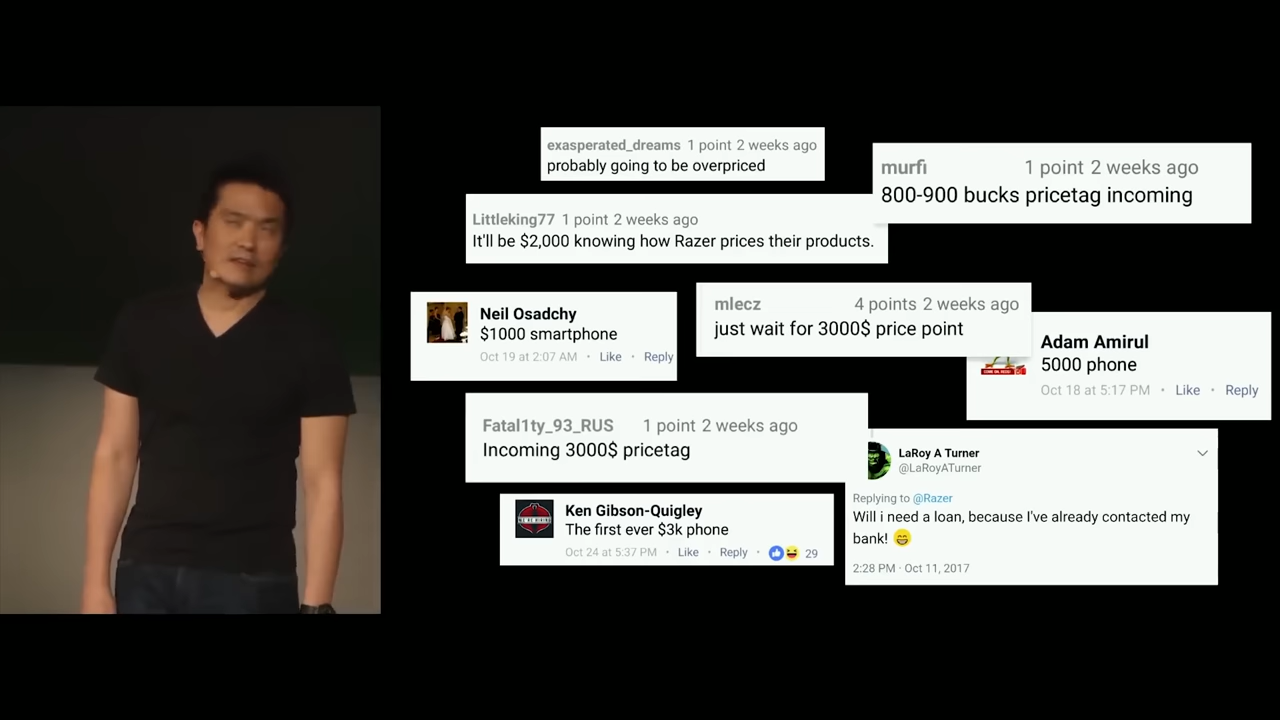 exasperated_dreams 1 point 2 weeks ago
probably going to be overpriced
murfi 1 point 2 weeks ago
800-900 bucks pricetag incoming
Littleking77 1 point 2 weeks ago
It'll be $2,000 knowing how Razer prices their products.
Neil Osadchy
$1000 smartphone
Oct 19 at 2:07 AM • Like • Reply
mlecz 4 points 2 weeks ago
just wait for 3000$ price point
Adam Amirul
5000 phone
Oct 18 at 5:17 PM • Like • Reply
Fatal1ty_93_RUS 1 point 2 weeks ago
Incoming 3000$ pricetag
Ken Gibson-Quigley
The first ever $3k phone
Oct 24 at 5:37 PM • Like • Reply • 29
LaRoy A Turner
@LaRoyATurner
Replying to @Razer
Will i need a loan, because I've already contacted my
bank! 😁
2:28 PM · Oct 11, 2017